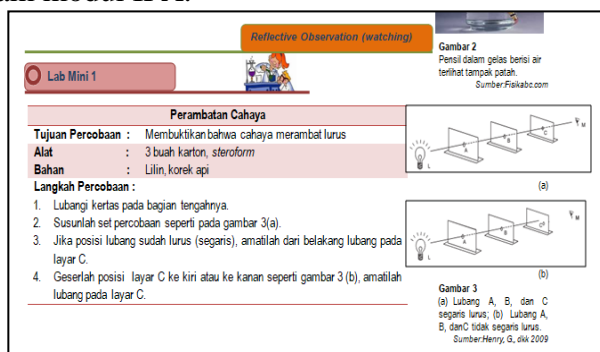 Reflective Observation (watching)
Lab Mini 1
Perambatan Cahaya
Tujuan Percobaan : Membuktikan bahwa cahaya merambat lurus
Alat : 3 buah karton, steroform
Bahan : Lilin, korek api
Langkah Percobaan :
1. Lubangi kertas pada bagian tengahnya.
2. Susunlah set percobaan seperti pada gambar 3(a).
3. Jika posisi lubang sudah lurus (segaris), amatilah dari belakang lubang pada
layar C.
4. Geserlah posisi layar C ke kiri atau ke kanan seperti gambar 3 (b), amatilah
lubang pada layar C.
Gambar 2
Pensil dalam gelas berisi air
terlihat tampak patah.
Sumber:Fisikabc.com
A
B
C
M
L
(a)
A
B
C
M
L
(b)
Gambar 3
(a) Lubang A, B, dan C
segaris lurus; (b) Lubang A,
B, danC tidak segaris lurus.
Sumber:Henry, G, dkk 2009